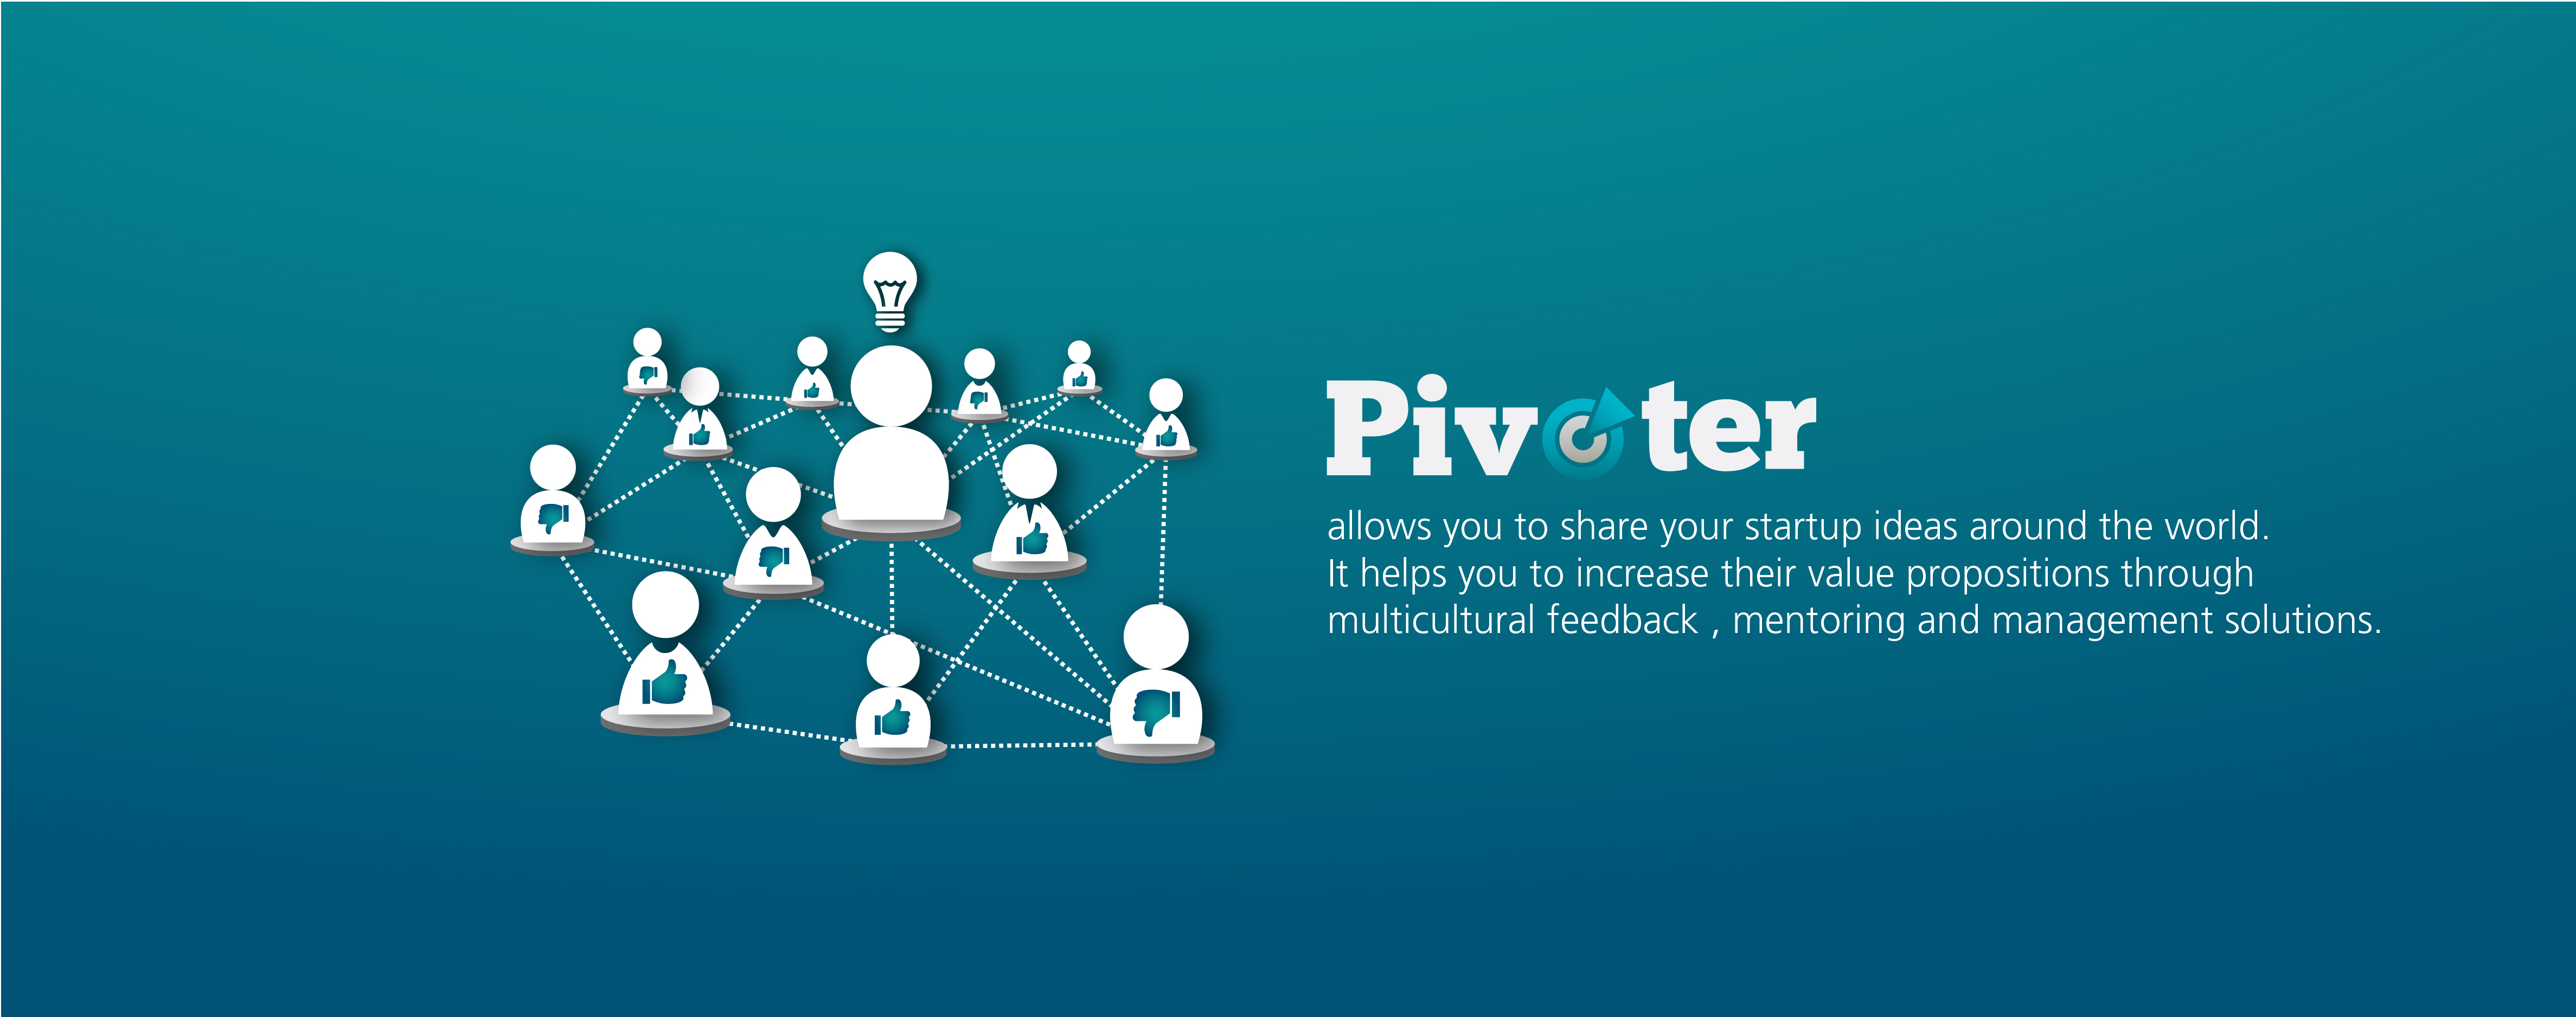 Pivoter
allows you to share your startup ideas around the world.
It helps you to increase their value propositions through
multicultural feedback , mentoring and management solutions.